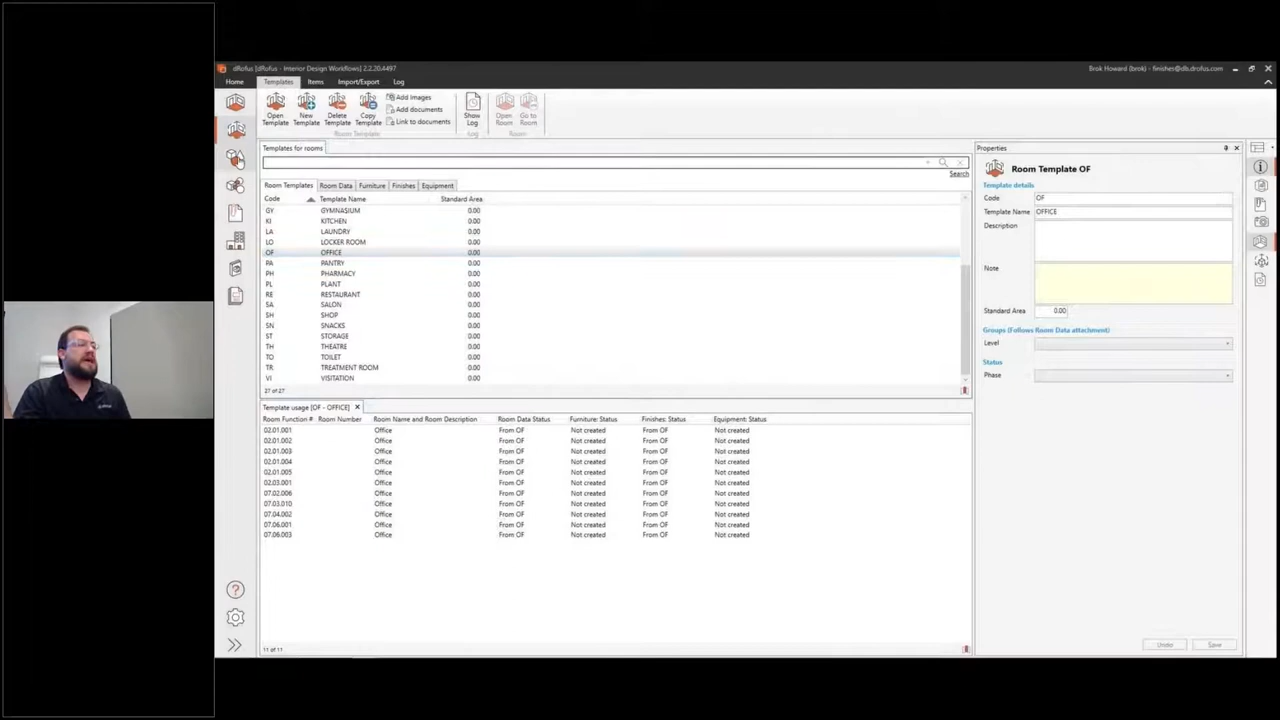 dRofus [dRofus - Interior Design Workflows] 2.2.20.4497
Brok Howard (brok) - finishes@db.drofus.com
Home Templates Items Import/Export Log
Open Template
New Template
Delete Template
Copy Template
Add images
Add documents
Link to documents
Show Log
Open Room
Go to Room
Room Template
Log
Room
Templates for rooms
Search
Room Templates Room Data Furniture Finishes Equipment
Code Template Name Standard Area
GY GYMNASIUM 0.00
KI KITCHEN 0.00
LA LAUNDRY 0.00
LO LOCKER ROOM 0.00
OF OFFICE 0.00
PA PANTRY 0.00
PH PHARMACY 0.00
PL PLANT 0.00
RE RESTAURANT 0.00
SA SALON 0.00
SH SHOP 0.00
SN SNACKS 0.00
ST STORAGE 0.00
TH THEATRE 0.00
TO TOILET 0.00
TR TREATMENT ROOM 0.00
VI VISITATION 0.00
27 of 27
Template usage [OF - OFFICE]
Room Function # Room Number Room Name and Room Description Room Data Status Furniture: Status Finishes: Status Equipment: Status
02.01.001 Office From OF Not created From OF Not created
02.01.002 Office From OF Not created From OF Not created
02.01.003 Office From OF Not created From OF Not created
02.01.004 Office From OF Not created From OF Not created
02.01.005 Office From OF Not created From OF Not created
02.03.001 Office From OF Not created From OF Not created
07.02.006 Office From OF Not created From OF Not created
07.03.010 Office From OF Not created From OF Not created
07.04.002 Office From OF Not created From OF Not created
07.06.001 Office From OF Not created From OF Not created
07.06.003 Office From OF Not created From OF Not created
11 of 11
Properties
Room Template OF
Template details
Code OF
Template Name OFFICE
Description
Note
Standard Area 0.00
Groups (Follows Room Data attachment)
Level
Status
Phase
Undo Save